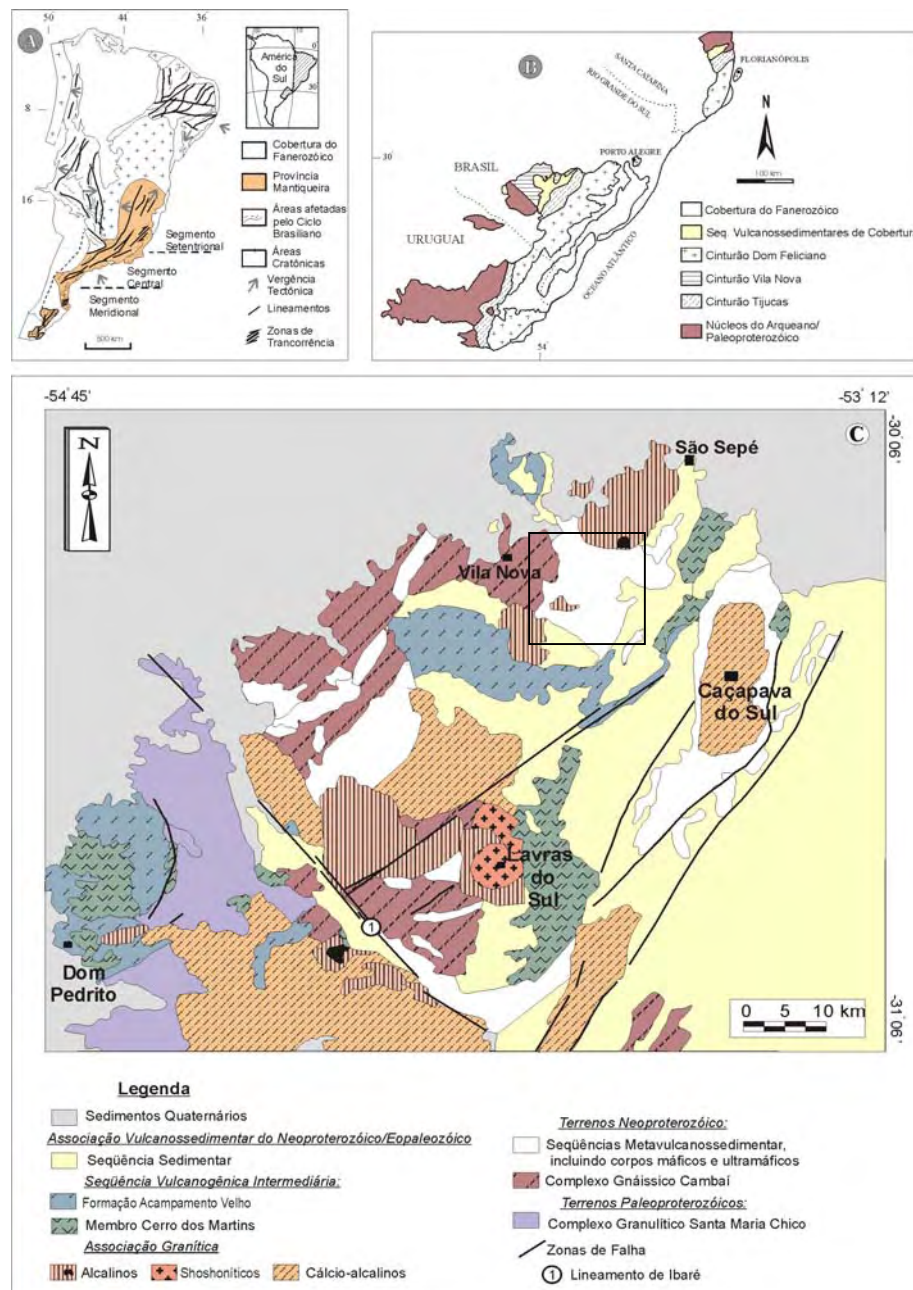 50 44 36
A
0
América
do
Sul
30
8
16
Cobertura do
Fanerozóico
Província
Mantiqueira
Áreas afetadas
pelo Ciclo
Brasiliano
Áreas
Cratônicas
Vergência
Tectônica
Lineamentos
Zonas de
Trancorrência
Segmento
Setentrional
Segmento
Central
Segmento
Meridional
500 km
B
SANTA CATARINA
RIO GRANDE DO SUL
FLORIANÓPOLIS
N
PORTO ALEGRE
100 km
30
BRASIL
URUGUAI
OCEANO ATLÂNTICO
54
Cobertura do Fanerozóico
Seq. Vulcanossedimentares de Cobertur
Cinturão Dom Feliciano
Cinturão Vila Nova
Cinturão Tijucas
Núcleos do Arqueano/
Paleoproterozóico
-54°45' -53°12'
-30°06'
C
N
São Sepé
Vila Nova
Caçapava
do Sul
Lavras
do
Sul
1
Dom
Pedrito
0 5 10 km
-31°06'
Legenda
Sedimentos Quaternários
Associação Vulcanossedimentar do Neoproterozóico/Eopaleozóico
Seqüência Sedimentar
Seqüência Vulcanogênica Intermediária:
Formação Acampamento Velho
Membro Cerro dos Martins
Associação Granítica
Alcalinos Shoshoníticos Cálcio-alcalinos
Terrenos Neoproterozóico:
Seqüências Metavulcanossedimentar,
incluindo corpos máficos e ultramáficos
Complexo Gnáissico Cambaí
Terrenos Paleoproterozóicos:
Complexo Granulítico Santa Maria Chico
Zonas de Falha
1 Lineamento de Ibaré